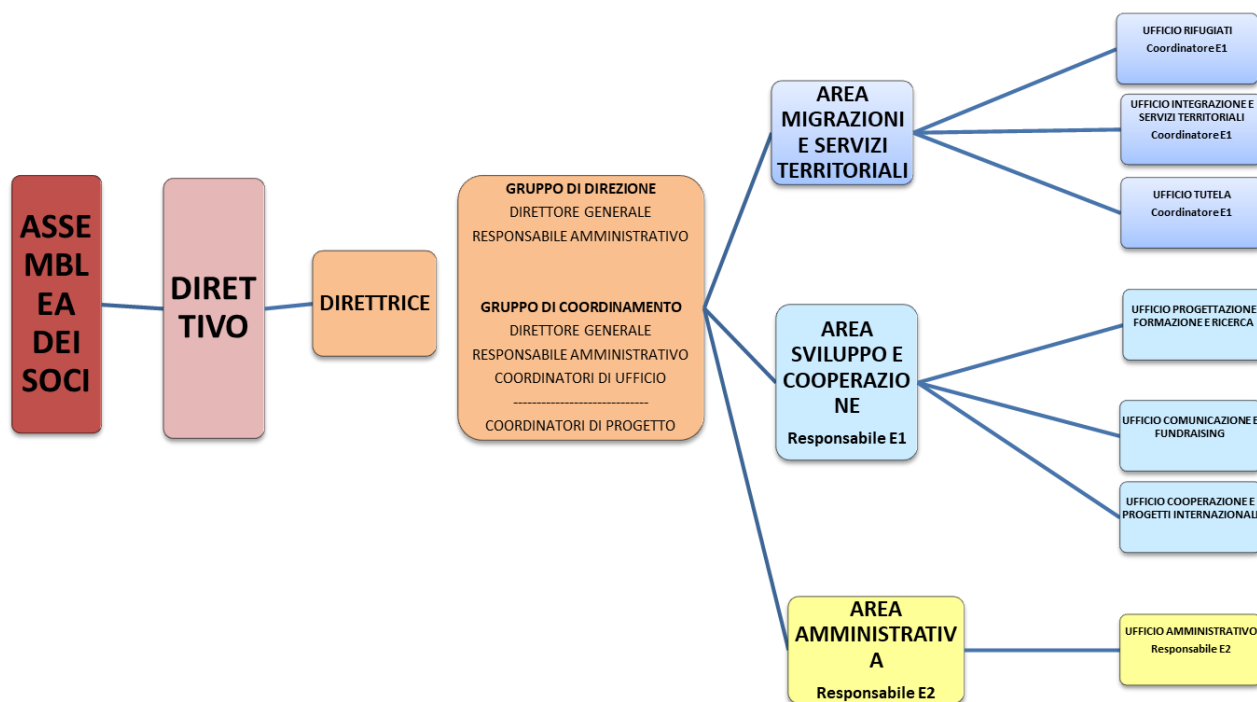 ASSE
MBL
EA
DEI
SOCI
DIRET
TIVO
DIRETTRICE
GRUPPO DI DIREZIONE
DIRETTORE GENERALE
RESPONSABILE AMMINISTRATIVO
GRUPPO DI COORDINAMENTO
DIRETTORE GENERALE
RESPONSABILE AMMINISTRATIVO
COORDINATORI DI UFFICIO
------------------------------
COORDINATORI DI PROGETTO
AREA
MIGRAZIONI
E SERVIZI
TERRITORIALI
UFFICIO RIFUGIATI
Coordinatore E1
UFFICIO INTEGRAZIONE E
SERVIZI TERRITORIALI
Coordinatore E1
UFFICIO TUTELA
Coordinatore E1
AREA
SVILUPPO E
COOPERAZIO
NE
Responsabile E1
UFFICIO PROGETTAZIONE
FORMAZIONE E RICERCA
UFFICIO COMUNICAZIONE E
FUNDRAISING
UFFICIO COOPERAZIONE E
PROGETTI INTERNAZIONALI
AREA
AMMINISTRATIV
A
Responsabile E2
UFFICIO AMMINISTRATIVO
Responsabile E2